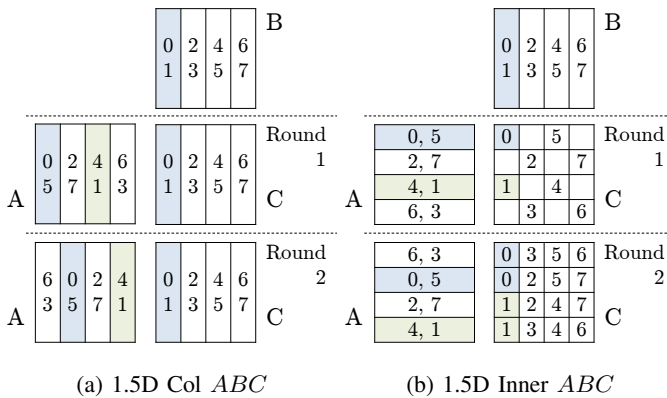 B
0 2 4 6
1 3 5 7
Round
1
0 2 4 6
5 7 1 3
0 2 4 6
1 3 5 7
A
C
Round
2
6 0 2 4
3 5 7 1
0 2 4 6
1 3 5 7
A
C
(a) 1.5D Col ABC
B
0 2 4 6
1 3 5 7
Round
1
0, 5
2, 7
4, 1
6, 3
0 5
2 7
1 4
3 6
A
C
Round
2
6, 3
0, 5
2, 7
4, 1
0 3 5 6
0 2 5 7
1 2 4 7
1 3 4 6
A
C
(b) 1.5D Inner ABC